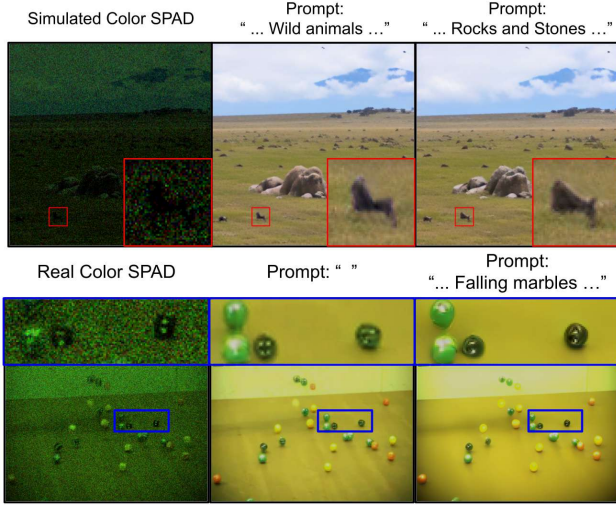 Simulated Color SPAD
Prompt:
“ ... Wild animals ...”
Prompt:
“ ... Rocks and Stones ...”
Real Color SPAD
Prompt: “ ”
Prompt:
“... Falling marbles ...”